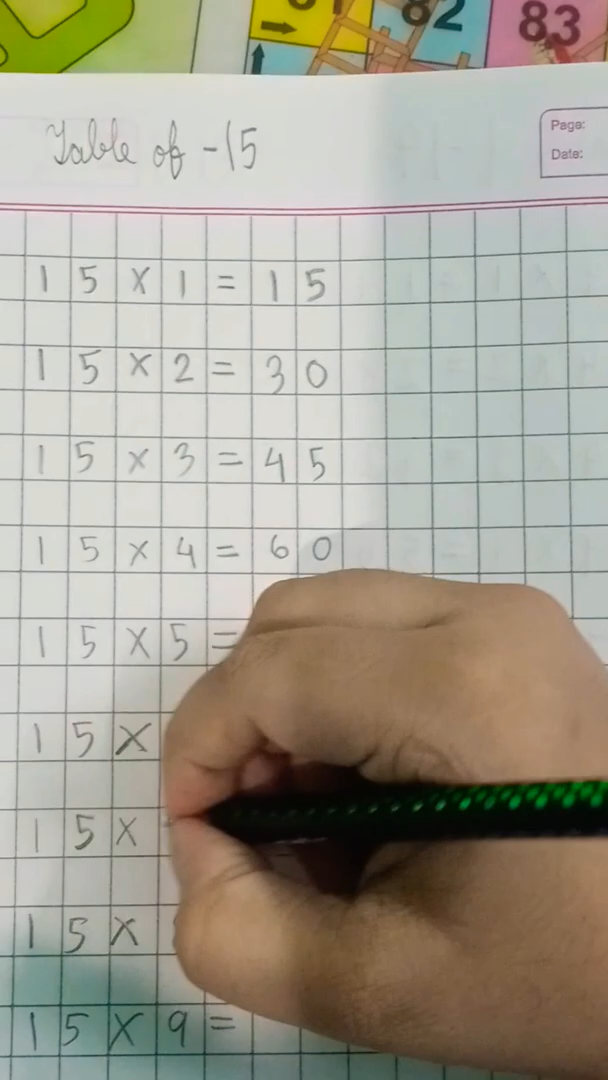 82
83
Table of -15
Page:
Date:
15 x 1 = 15
15 x 2 = 30
15 x 3 = 45
15 x 4 = 60
15 x 5 =
15 x
15 x
15 x
15 x 9 =